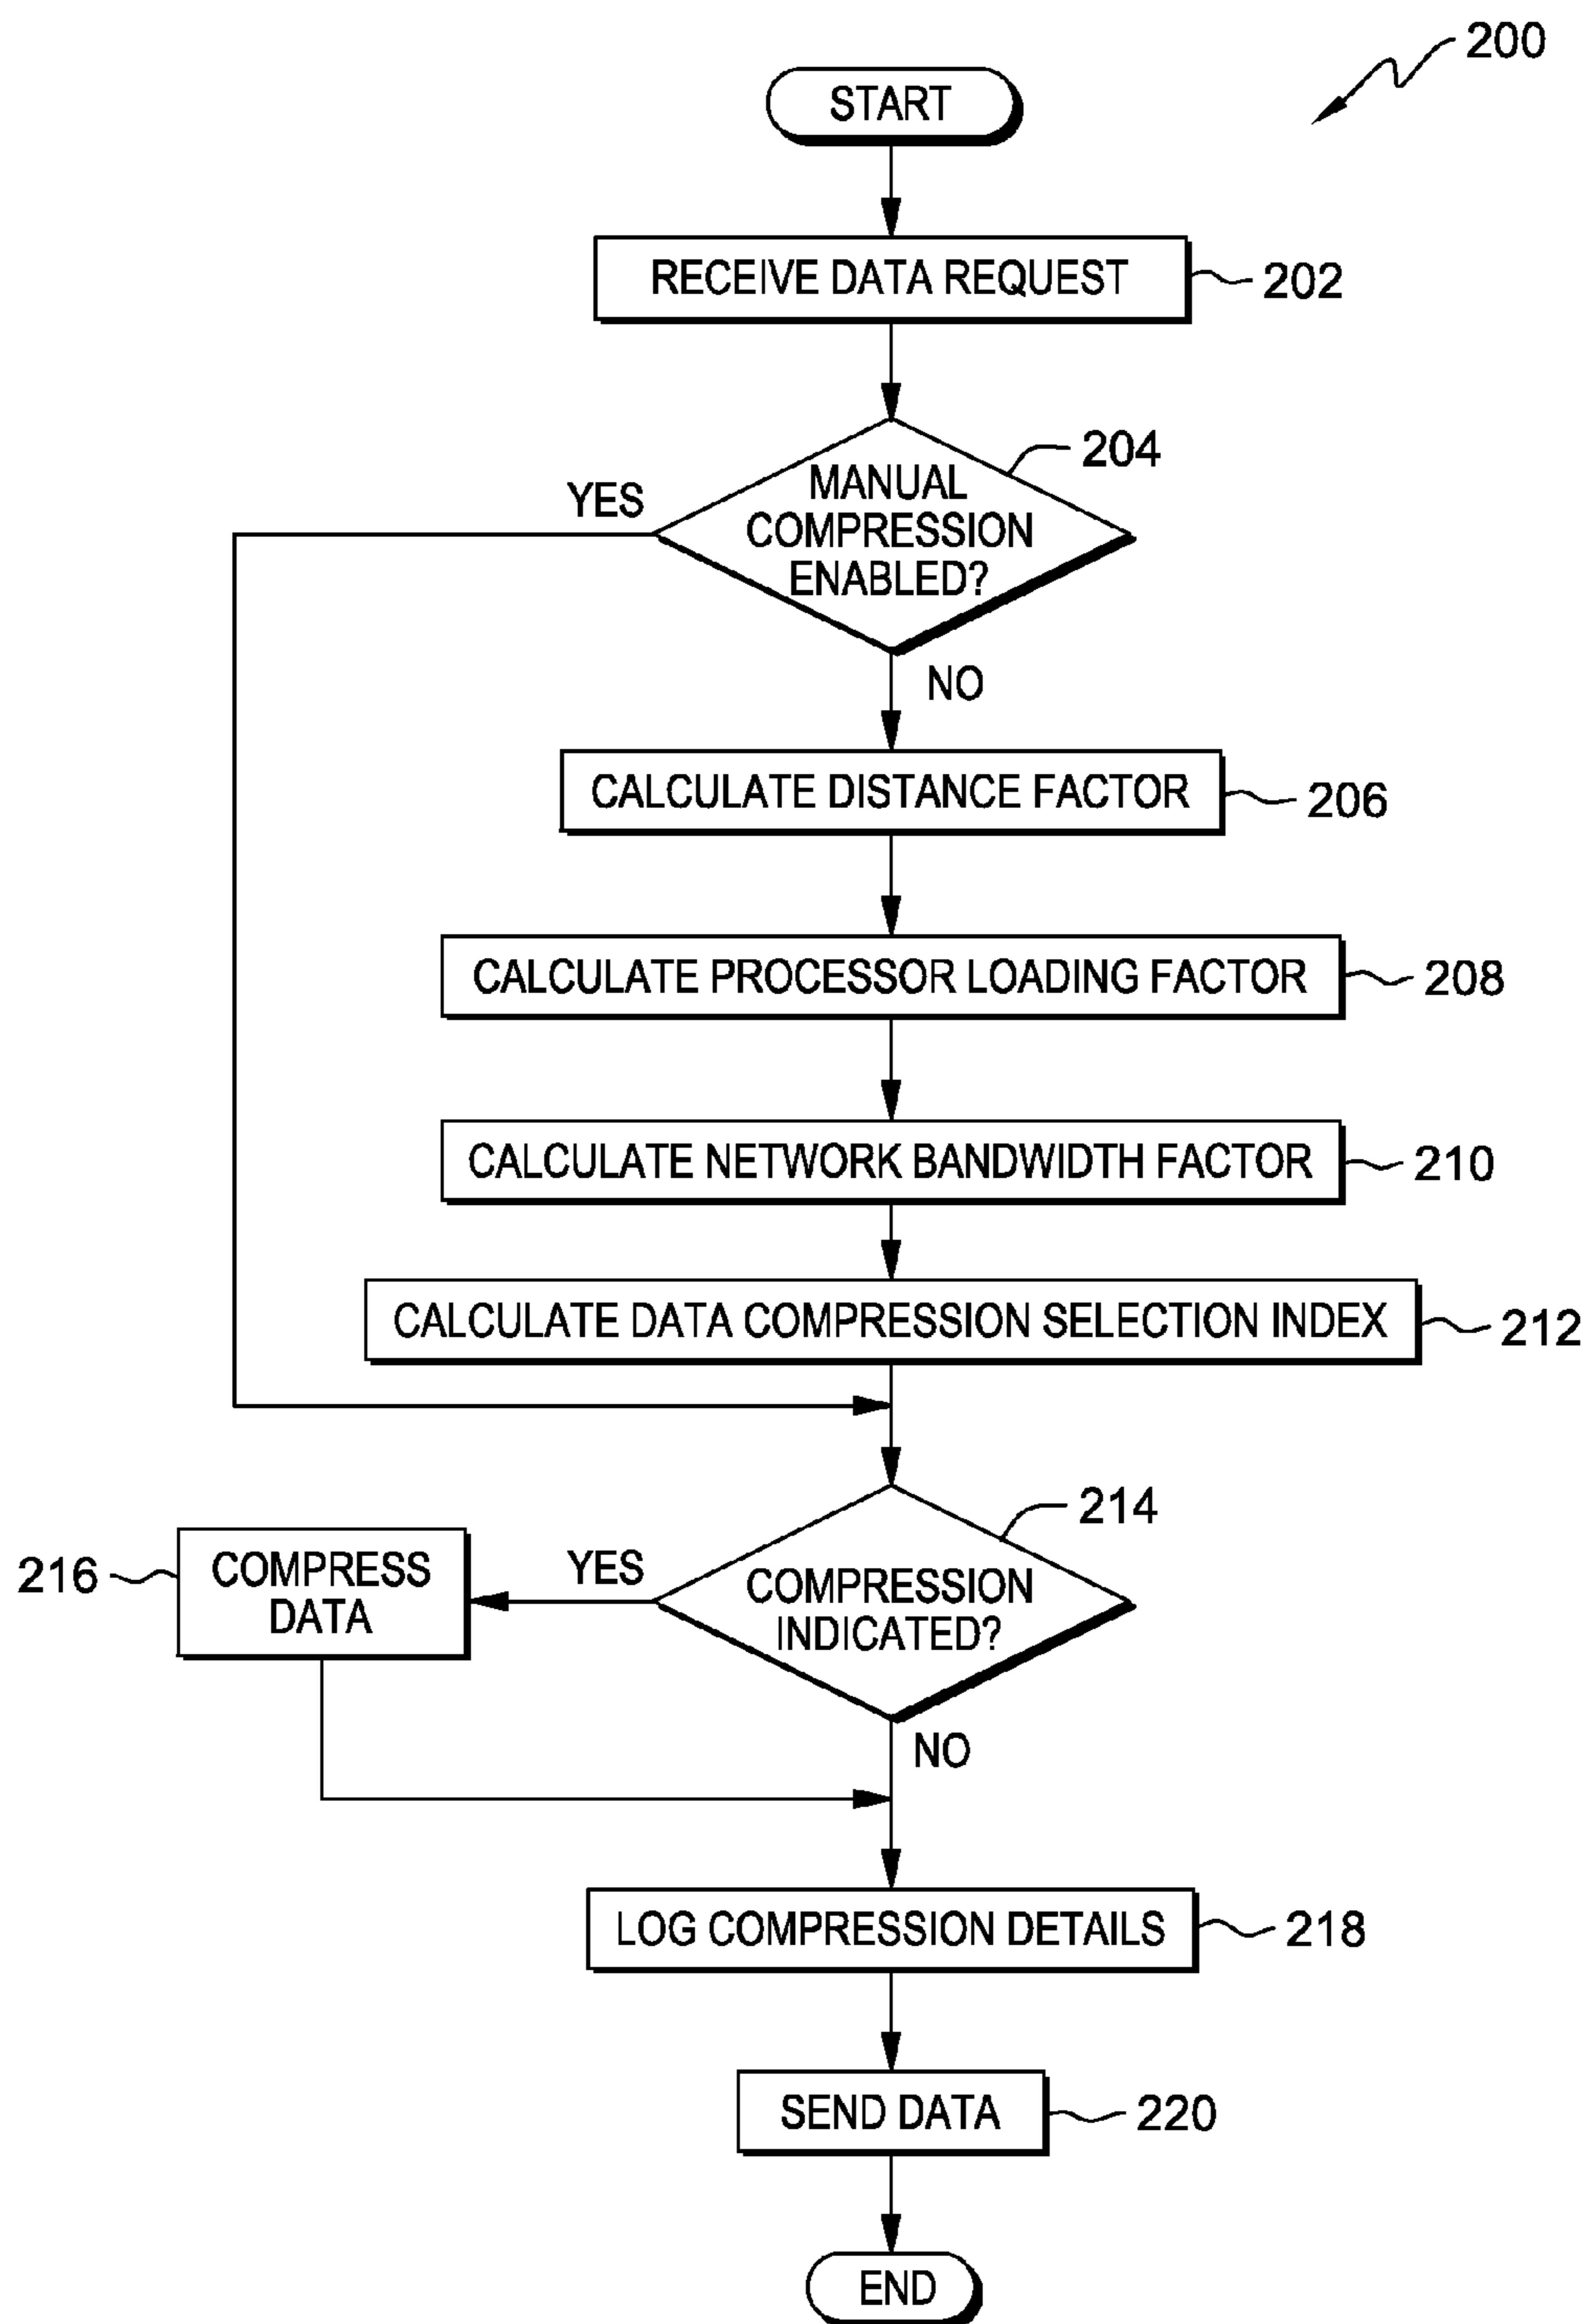 200
START
RECEIVE DATA REQUEST
202
204
YES
MANUAL
COMPRESSION
ENABLED?
NO
CALCULATE DISTANCE FACTOR
206
CALCULATE PROCESSOR LOADING FACTOR
208
CALCULATE NETWORK BANDWIDTH FACTOR
210
CALCULATE DATA COMPRESSION SELECTION INDEX
212
214
216
COMPRESS
DATA
YES
COMPRESSION
INDICATED?
NO
LOG COMPRESSION DETAILS
218
SEND DATA
220
END